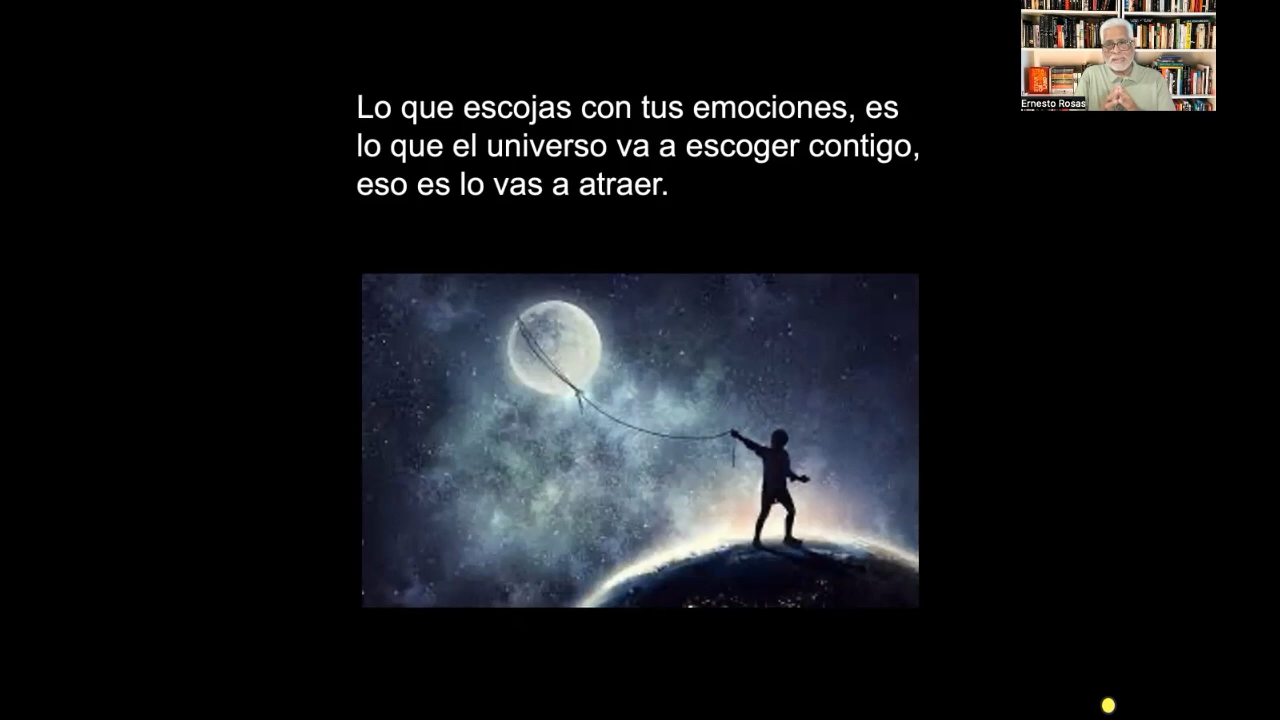 Lo que escojas con tus emociones, es
lo que el universo va a escoger contigo,
eso es lo vas a atraer.
Ernesto Rosas